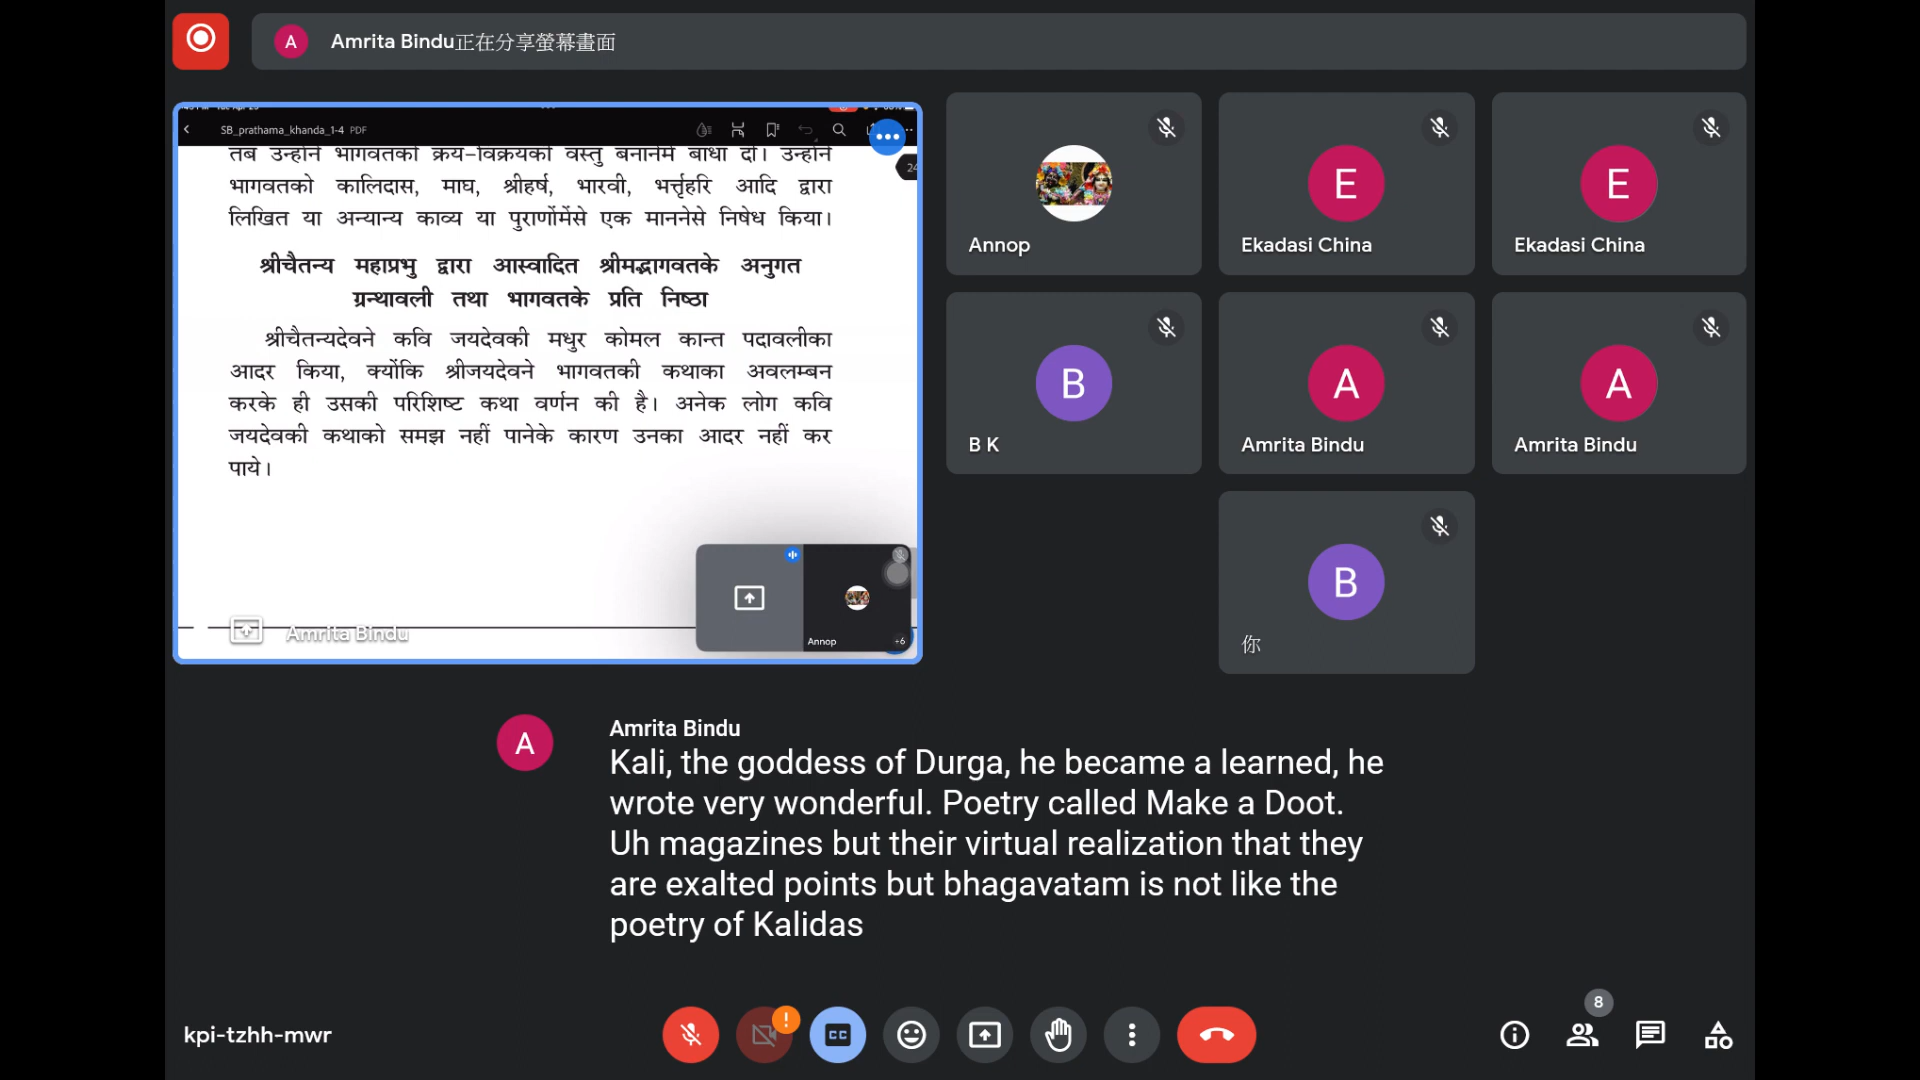 A Amrita Bindu正在分享螢幕畫面
SB_prathama_khanda_1-4 PDF
24
तब उन्होंने भागवतको क्रय-विक्रयकी वस्तु बनानेमें बाधा दी। उन्होंने
भागवतको कालिदास, माघ, श्रीहर्ष, भारवी, भर्त्तृहरि आदि द्वारा
लिखित या अन्यान्य काव्य या पुराणोंमेंसे एक माननेसे निषेध किया।
श्रीचैतन्य महाप्रभु द्वारा आस्वादित श्रीमद्भागवतके अनुगत
ग्रन्थावली तथा भागवतके प्रति निष्ठा
श्रीचैतन्यदेवने कवि जयदेवकी मधुर कोमल कान्त पदावलीका
आदर किया, क्योंकि श्रीजयदेवने भागवतकी कथाका अवलम्बन
करके ही उसकी परिशिष्ट कथा वर्णन की है। अनेक लोग कवि
जयदेवकी कथाको समझ नहीं पानेके कारण उनका आदर नहीं कर
पाये।
Amrita Bindu
Annop +6
Annop
E
Ekadasi China
E
Ekadasi China
B
B K
A
Amrita Bindu
A
Amrita Bindu
B
你
A
Amrita Bindu
Kali, the goddess of Durga, he became a learned, he
wrote very wonderful. Poetry called Make a Doot.
Uh magazines but their virtual realization that they
are exalted points but bhagavatam is not like the
poetry of Kalidas
kpi-tzhh-mwr
!
CC
8